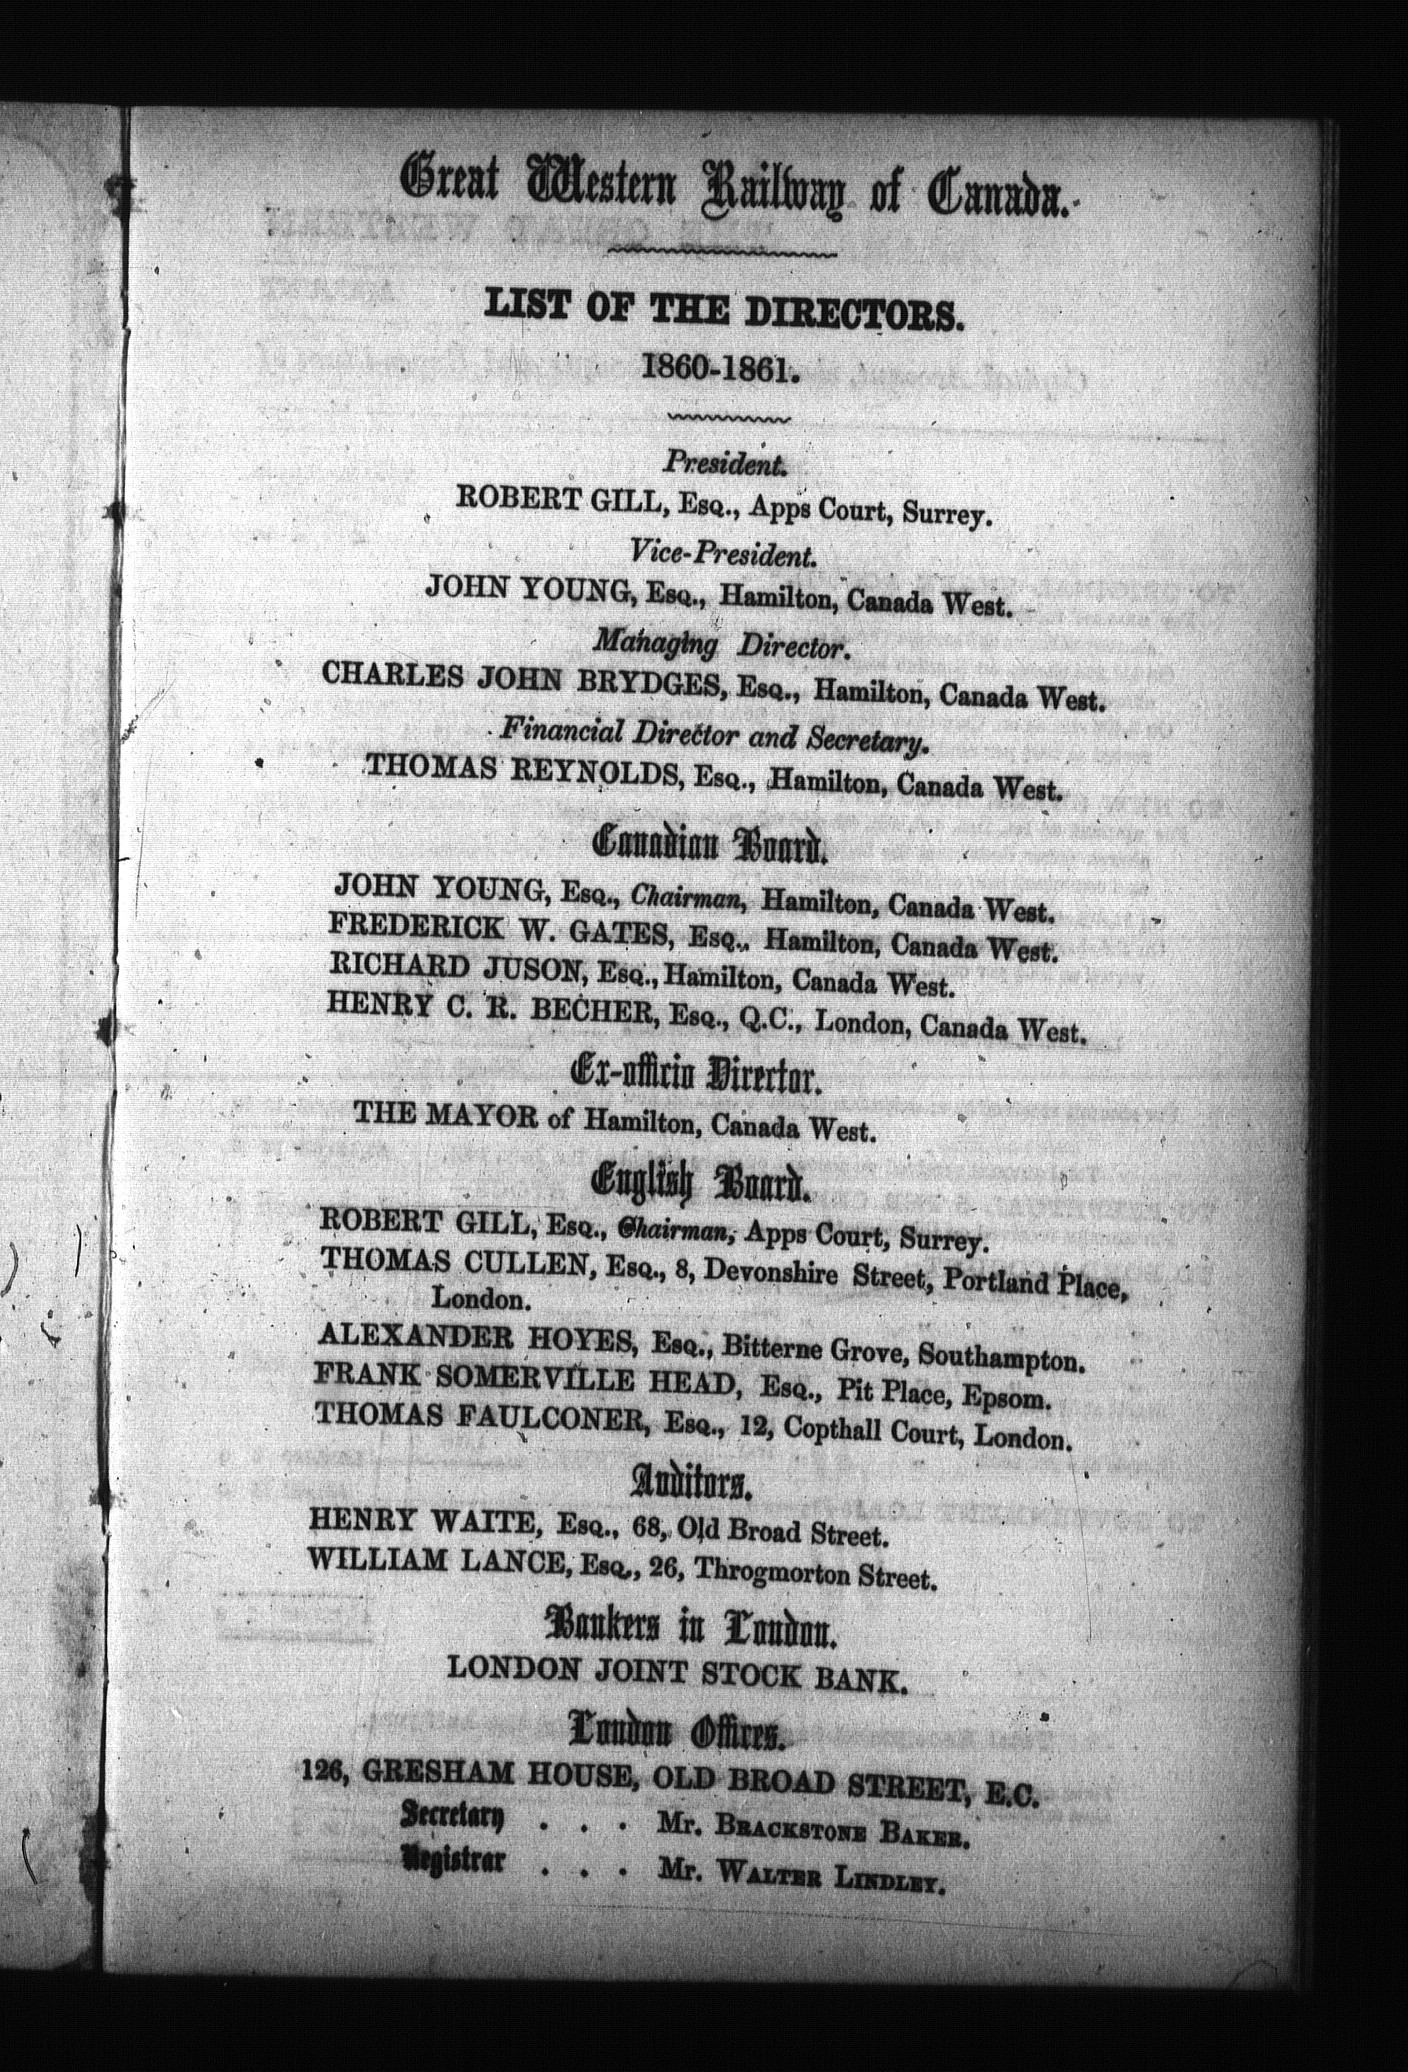 Great Western Railway of Canada.
LIST OF THE DIRECTORS.
1860-1861.
President.
ROBERT GILL, Esq., Apps Court, Surrey.
Vice-President.
JOHN YOUNG, Esq., Hamilton, Canada West.
Managing Director.
CHARLES JOHN BRYDGES, Esq., Hamilton, Canada West.
Financial Director and Secretary.
THOMAS REYNOLDS, Esq., Hamilton, Canada West.
Canadian Board.
JOHN YOUNG, Esq., Chairman, Hamilton, Canada West.
FREDERICK W. GATES, Esq., Hamilton, Canada West.
RICHARD JUSON, Esq., Hamilton, Canada West.
HENRY C. R. BECHER, Esq., Q.C., London, Canada West.
Ex-officio Director.
THE MAYOR of Hamilton, Canada West.
English Board.
ROBERT GILL, Esq., Chairman, Apps Court, Surrey.
THOMAS CULLEN, Esq., 8, Devonshire Street, Portland Place,
London.
ALEXANDER HOYES, Esq., Bitterne Grove, Southampton.
FRANK SOMERVILLE HEAD, Esq., Pit Place, Epsom.
THOMAS FAULCONER, Esq., 12, Copthall Court, London.
Auditors.
HENRY WAITE, Esq., 68, Old Broad Street.
WILLIAM LANCE, Esq., 26, Throgmorton Street.
Bankers in London.
LONDON JOINT STOCK BANK.
London Offices.
126, GRESHAM HOUSE, OLD BROAD STREET, E.C.
Secretary . . . Mr. BRACKSTONE BAKER.
Registrar . . . Mr. WALTER LINDLEY.